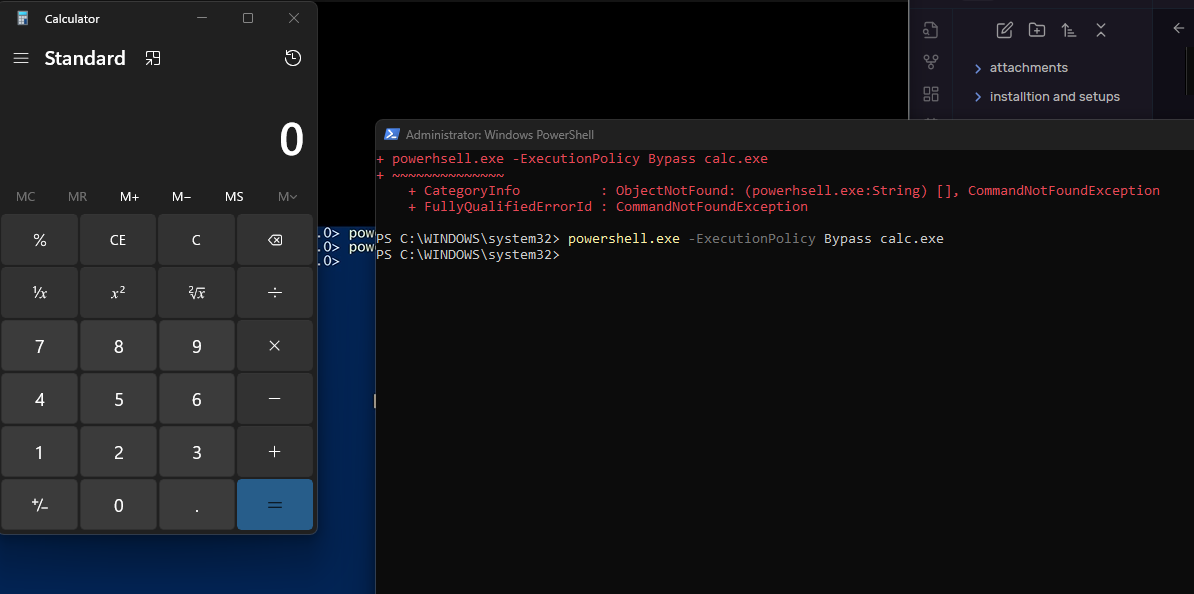 Calculator
Standard
0
MC MR M+ M− MS M
% CE C
⅟x x² ²√x ÷
7 8 9 ×
4 5 6 −
1 2 3 +
+/− 0 . =
.0> pow
.0> pow
.0>
attachments
installtion and setups
Administrator: Windows PowerShell
+ powerhsell.exe -ExecutionPolicy Bypass calc.exe
+ ~~~~~~~~~~~~~~
+ CategoryInfo : ObjectNotFound: (powerhsell.exe:String) [], CommandNotFoundException
+ FullyQualifiedErrorId : CommandNotFoundException
PS C:\WINDOWS\system32> powershell.exe -ExecutionPolicy Bypass calc.exe
PS C:\WINDOWS\system32>